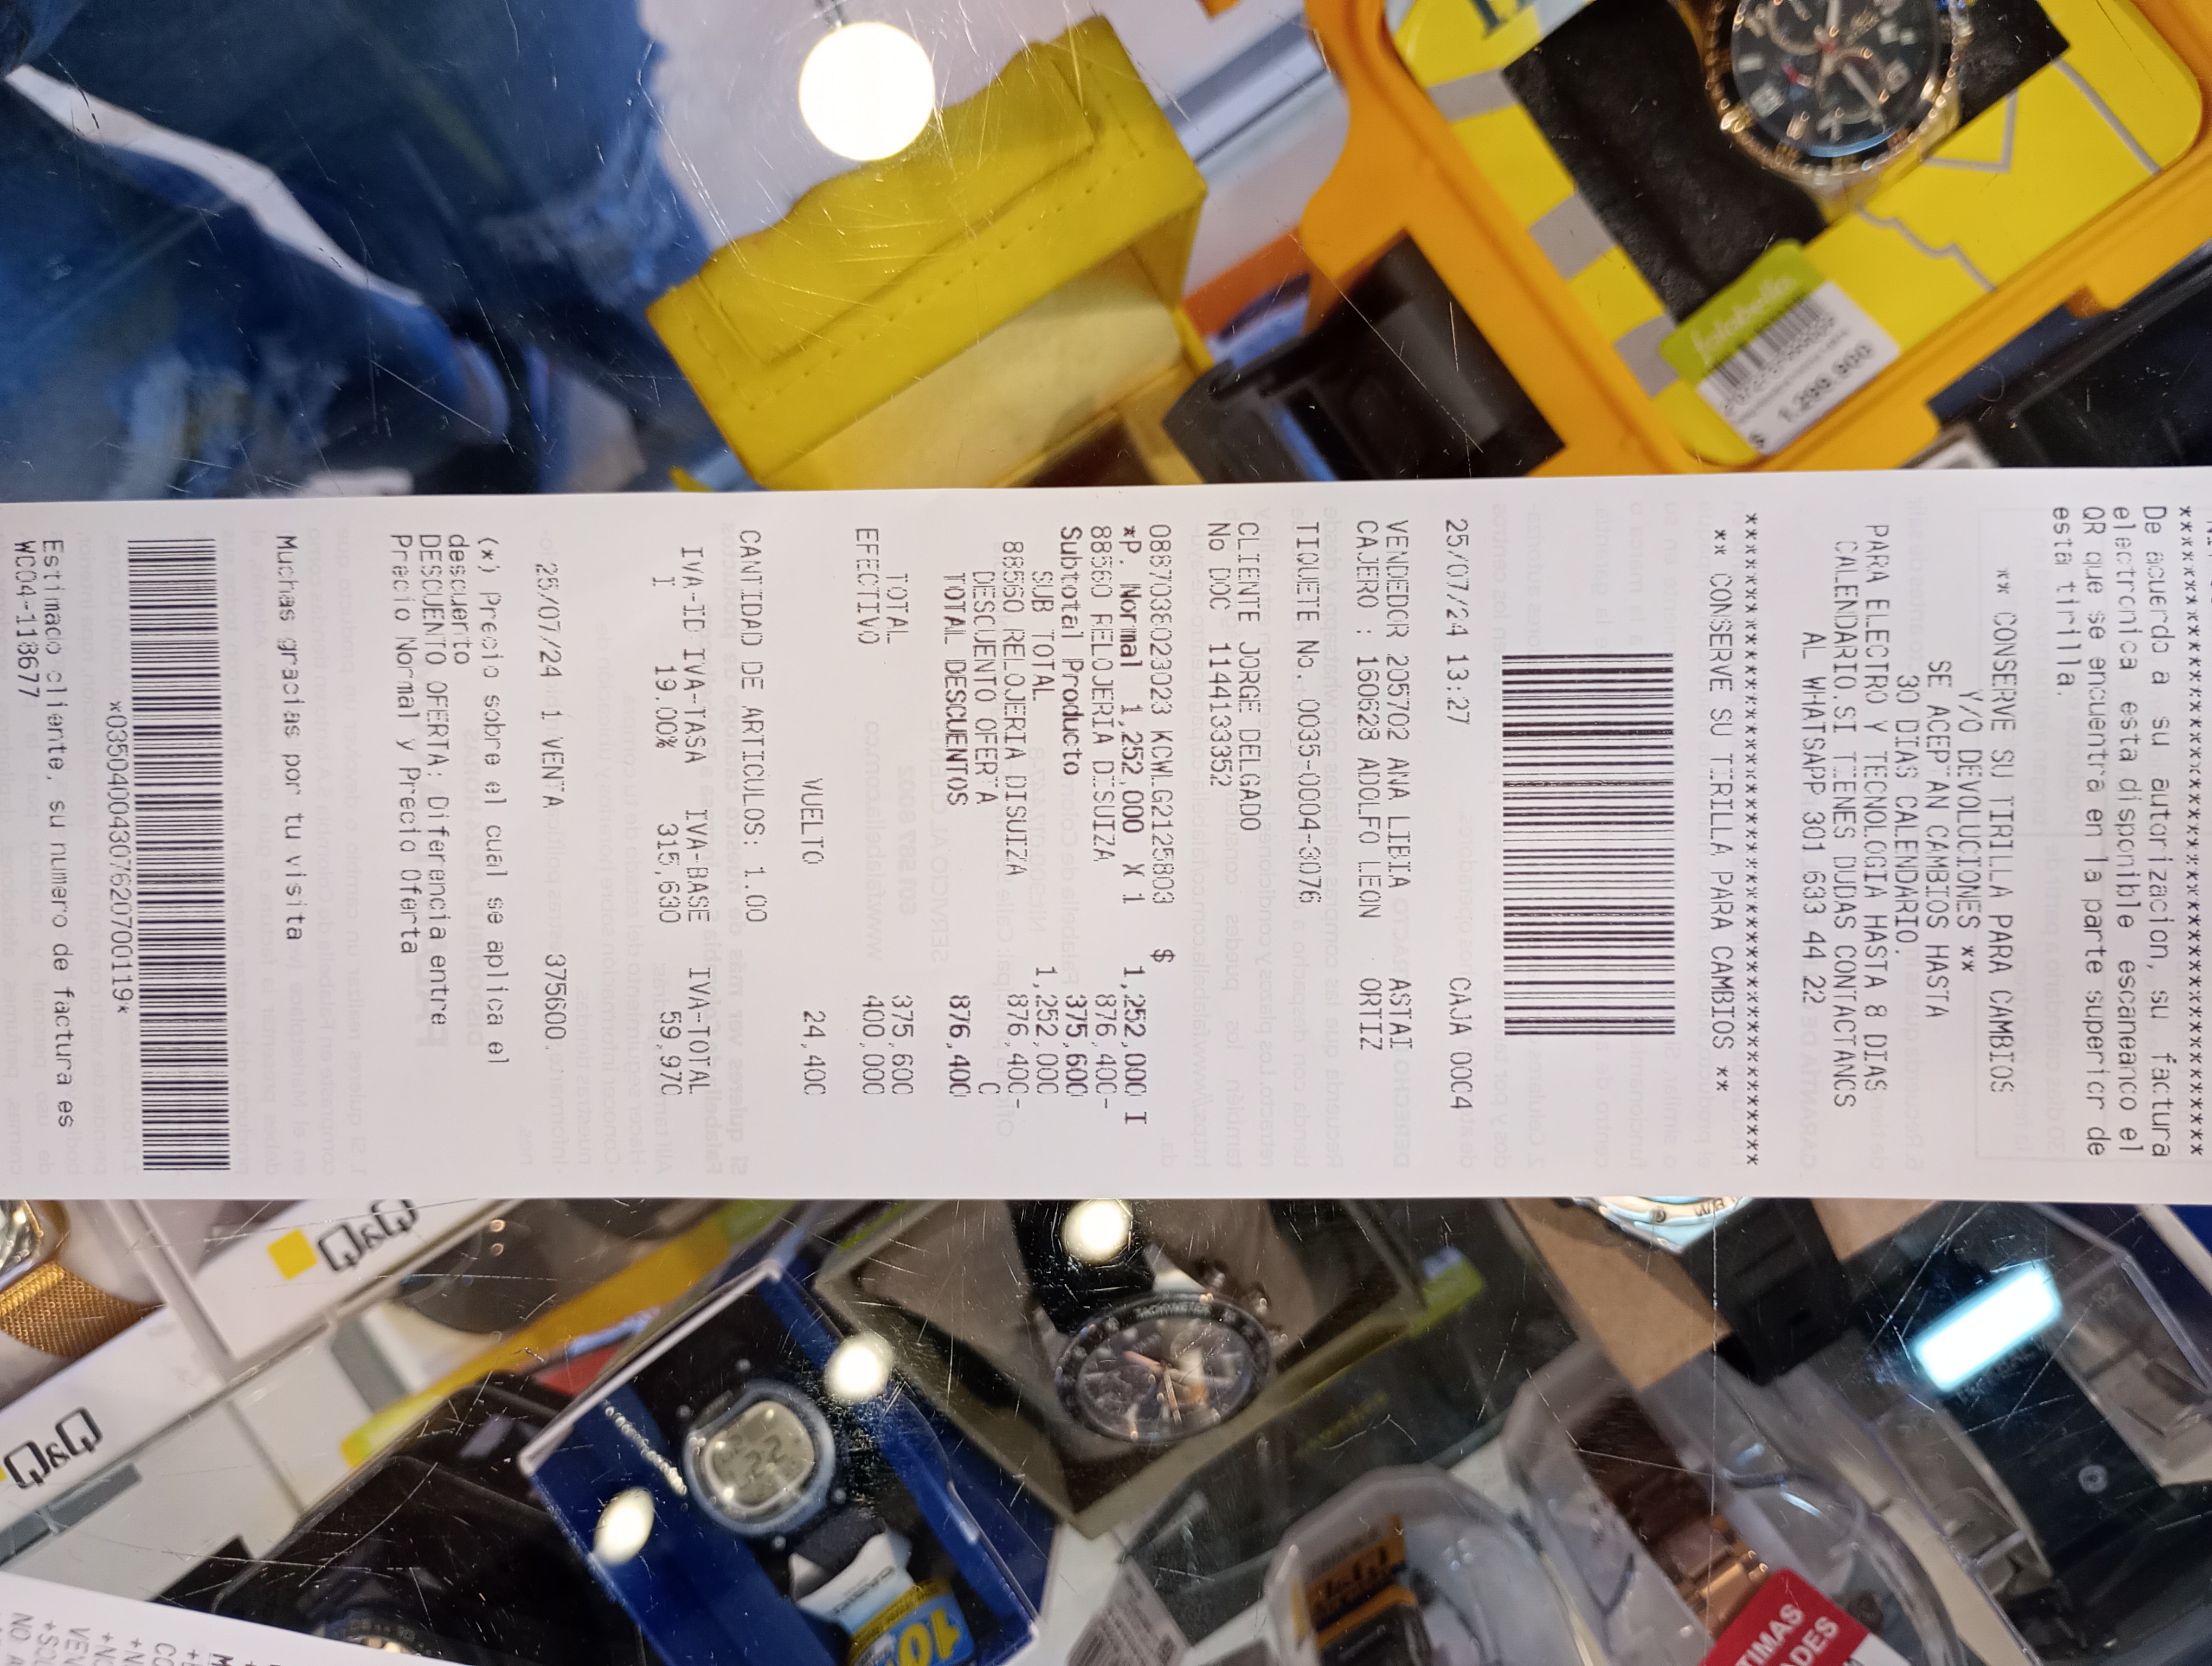 *****************************************
De acuerdo a su autorizacion, su factura
electronica esta disponible escaneando el
QR que se encuentra en la parte superior de
esta tirilla.
** CONSERVE SU TIRILLA PARA CAMBIOS
Y/O DEVOLUCIONES **
SE ACEPTAN CAMBIOS HASTA
30 DIAS CALENDARIO.
PARA ELECTRO Y TECNOLOGIA HASTA 8 DIAS
CALENDARIO.SI TIENES DUDAS CONTACTANOS
AL WHATSAPP 301 633 44 22
*****************************************
** CONSERVE SU TIRILLA PARA CAMBIOS **
25/07/24 13:27 CAJA 0004
VENDEDOR 205702 ANA LIBIA ASTAI
CAJERO : 160628 ADOLFO LEON ORTIZ
TIQUETE No. 0035-0004-3076
CLIENTE JORGE DELGADO
No DOC 1144133352
0887038023023 KCWLG2125803 $ 1,252,000 I
*P. Normal 1,252,000 X 1
88560 RELOJERIA DISUIZA 876,400-
Subtotal Producto 375,600
SUB TOTAL 1,252,000
88560 RELOJERIA DISUIZA 876,400-
DESCUENTO OFERTA 0
TOTAL DESCUENTOS 876,400
TOTAL 375,600
EFECTIVO 400,000
VUELTO 24,400
CANTIDAD DE ARTICULOS: 1.00
IVA-ID IVA-TASA IVA-BASE IVA-TOTAL
I 19.00% 315,630 59,970
25/07/24 1 VENTA 375600
(*) Precio sobre el cual se aplica el
descuento
DESCUENTO OFERTA: Diferencia entre
Precio Normal y Precio Oferta
Muchas gracias por tu visita
*03504000430762070 0119*
Estimado cliente, su numero de factura es
WC04-118677
falabella
$ 1.299.900
Q&Q
Q&Q
TACHYMETER
10